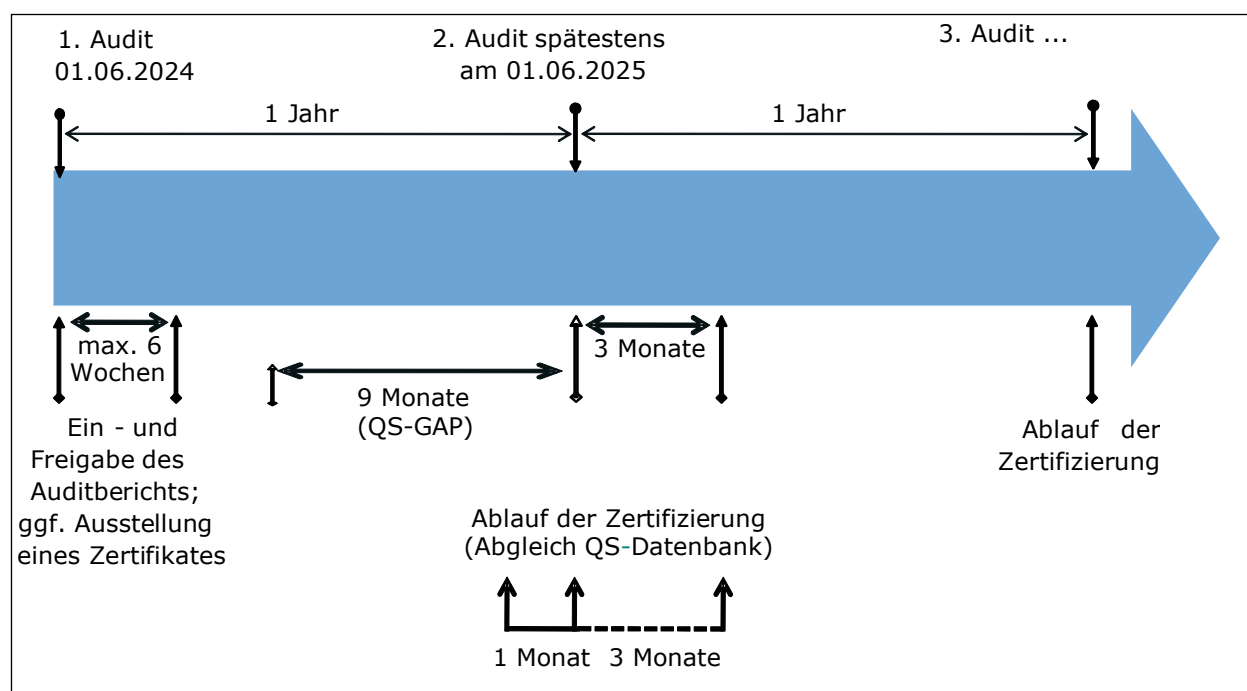 1. Audit
01.06.2024
2. Audit spätestens
am 01.06.2025
3. Audit ...
1 Jahr
1 Jahr
max. 6
Wochen
3 Monate
9 Monate
(QS-GAP)
Ein - und
Freigabe des
Auditberichts;
ggf. Ausstellung
eines Zertifikates
Ablauf der
Zertifizierung
Ablauf der Zertifizierung
(Abgleich QS-Datenbank)
1 Monat 3 Monate